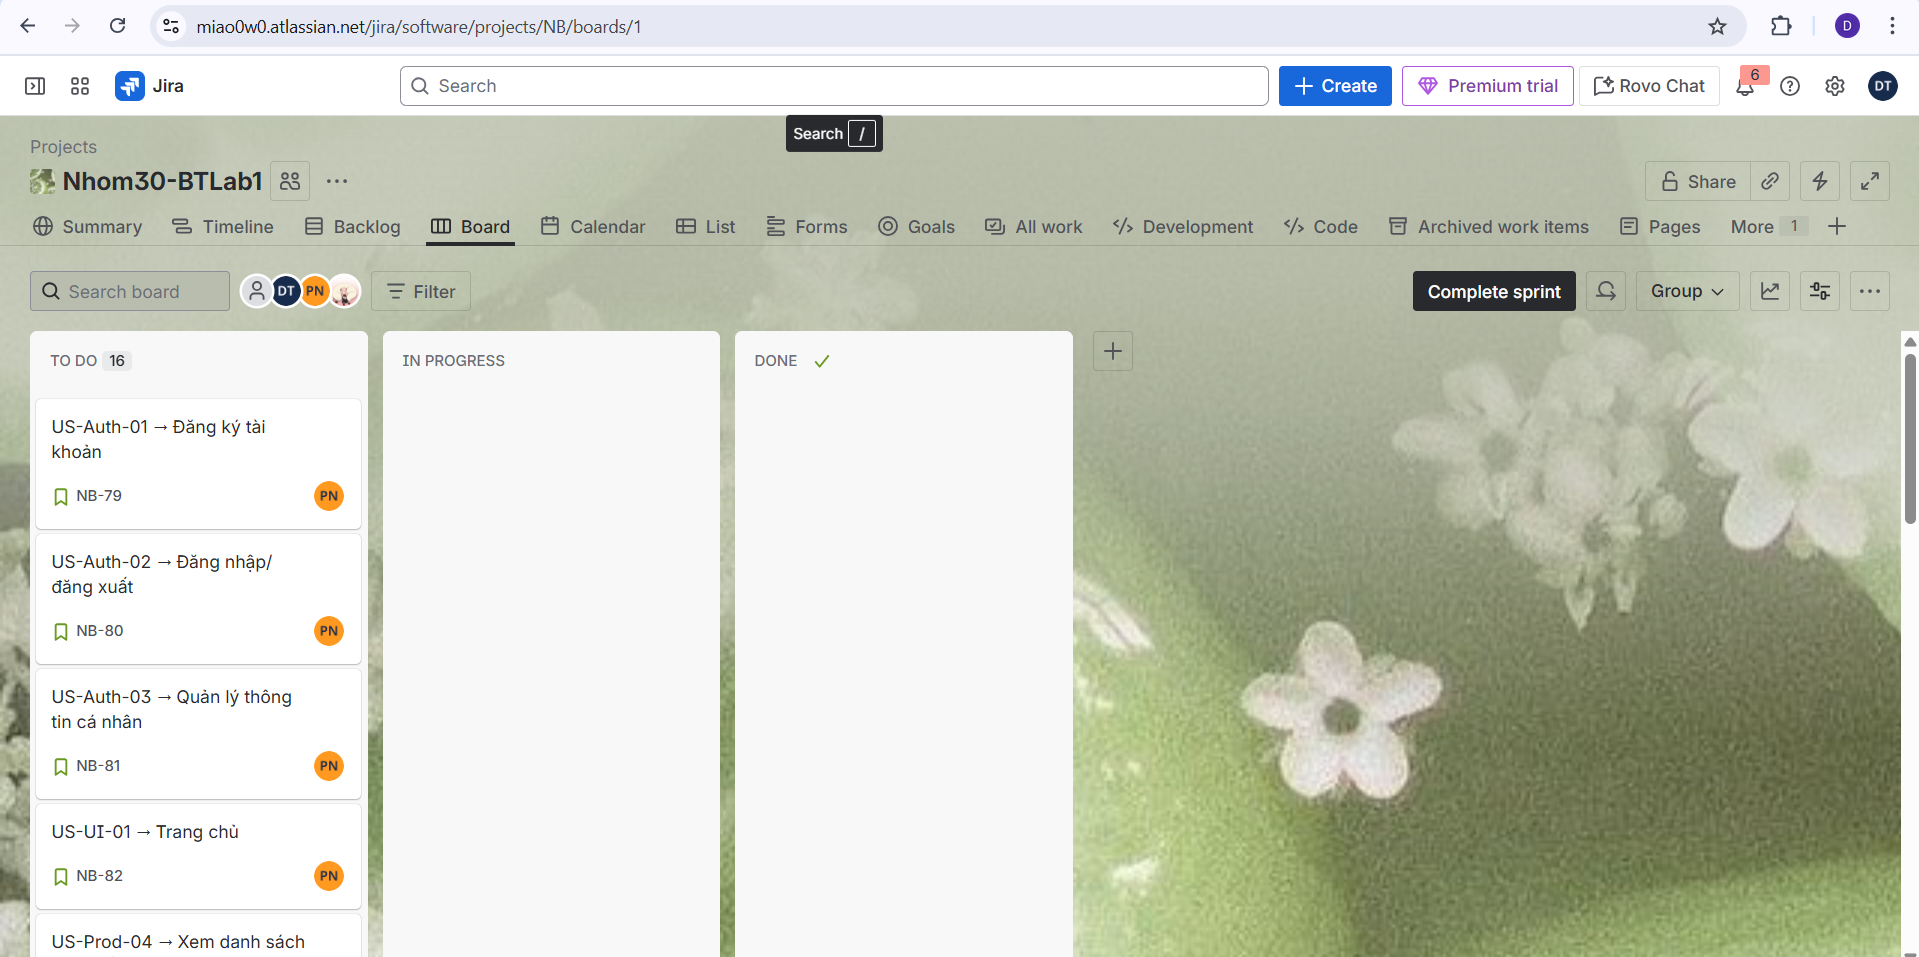 miao0w0.atlassian.net/jira/software/projects/NB/boards/1
D
Jira
Search
Create
Premium trial
Rovo Chat
6
DT
Search /
Projects
Nhom30-BTLab1
Share
Summary
Timeline
Backlog
Board
Calendar
List
Forms
Goals
All work
Development
Code
Archived work items
Pages
More 1
Search board
DT
PN
Filter
Complete sprint
Group
TO DO 16
IN PROGRESS
DONE
US-Auth-01 → Đăng ký tài
khoản
NB-79
PN
US-Auth-02 → Đăng nhập/
đăng xuất
NB-80
PN
US-Auth-03 → Quản lý thông
tin cá nhân
NB-81
PN
US-UI-01 → Trang chủ
NB-82
PN
US-Prod-04 → Xem danh sách